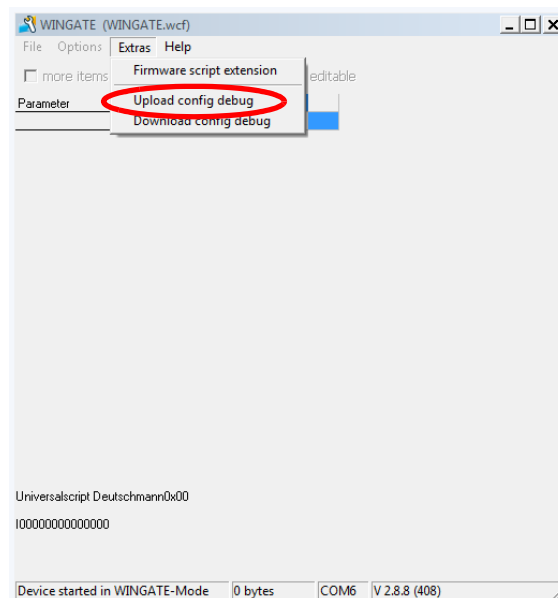 WINGATE (WINGATE.wcf)
File Options Extras Help
more items
Firmware script extension
editable
Parameter
Upload config debug
Download config debug
Universalscript Deutschmann0x00
I00000000000000
Device started in WINGATE-Mode 0 bytes COM6 V 2.8.8 (408)